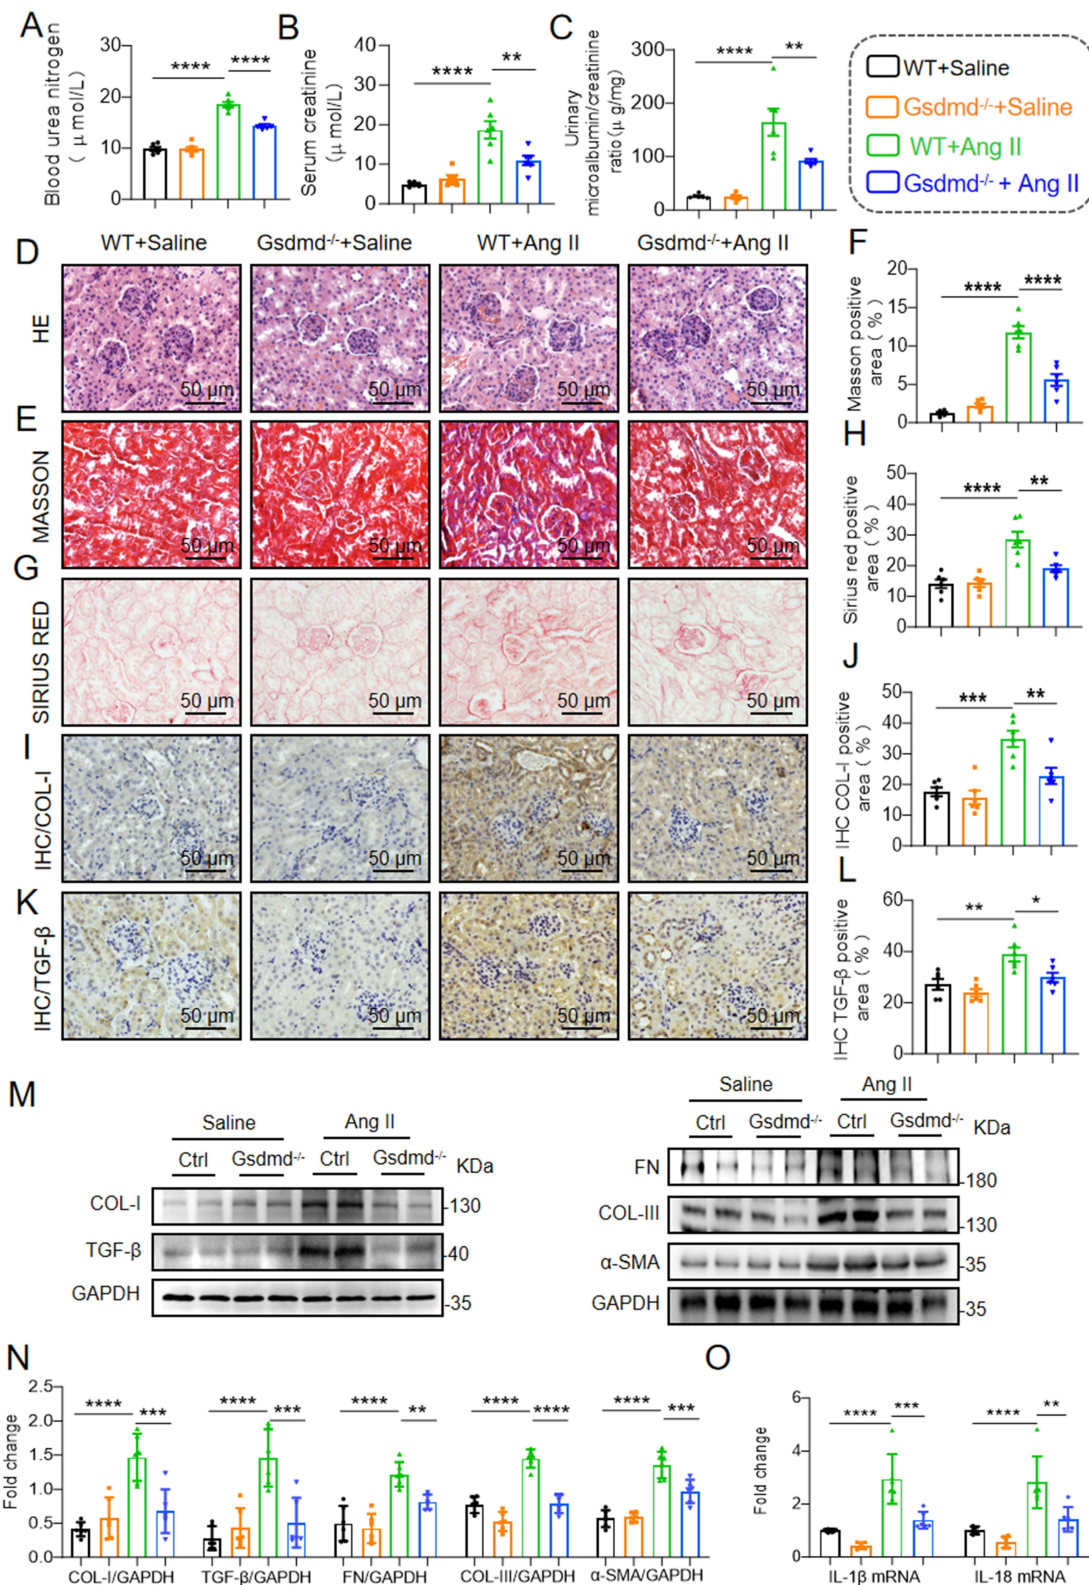 A
Blood urea nitrogen
( μ mol/L)
30
20
10
0
**** ****
B
Serum creatinine
(μ mol/L)
40
30
20
10
0
**** **
C
Urinary
microalbumin/creatinine
ratio(μ g/mg)
300
200
100
0
**** **
WT+Saline
Gsdmd-/-+Saline
WT+Ang II
Gsdmd-/- + Ang II
WT+Saline Gsdmd-/-+Saline WT+Ang II Gsdmd-/-+Ang II
D
HE
50 μm 50 μm 50 μm 50 μm
E
MASSON
50 μm 50 μm 50 μm 50 μm
F
Masson positive
area ( % )
20
15
10
5
0
**** ****
G
SIRIUS RED
50 μm 50 μm 50 μm 50 μm
H
Sirius red positive
area ( % )
50
40
30
20
10
0
**** **
I
IHC/COL-I
50 μm 50 μm 50 μm 50 μm
J
IHC COL-I positive
area ( % )
50
40
30
20
10
0
*** **
K
IHC/TGF-β
50 μm 50 μm 50 μm 50 μm
L
IHC TGF-β positive
area ( % )
60
40
20
0
** *
M
Saline Ang II
Ctrl Gsdmd-/- Ctrl Gsdmd-/- KDa
COL-I -130
TGF-β -40
GAPDH -35
Saline Ang II
Ctrl Gsdmd-/- Ctrl Gsdmd-/- KDa
FN -180
COL-III -130
α-SMA -35
GAPDH -35
N
Fold change
2.5
2.0
1.5
1.0
0.5
0.0
**** *** **** *** **** ** **** **** **** ***
COL-I/GAPDH TGF-β/GAPDH FN/GAPDH COL-III/GAPDH α-SMA/GAPDH
O
Fold change
6
4
2
0
**** *** **** **
IL-1β mRNA IL-18 mRNA